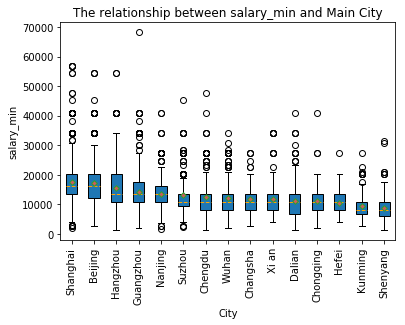 The relationship between salary_min and Main City
70000
60000
50000
40000
30000
20000
10000
0
salary_min
Shanghai
Beijing
Hangzhou
Guangzhou
Nanjing
Suzhou
Chengdu
Wuhan
Changsha
Xi an
Dalian
Chongqing
Hefei
Kunming
Shenyang
City